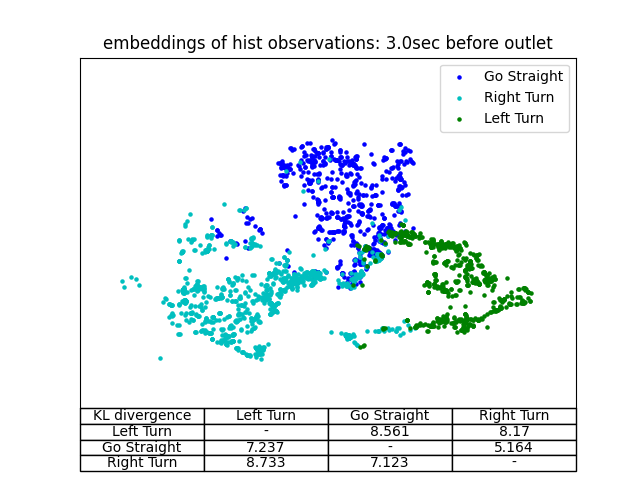 embeddings of hist observations: 3.0sec before outlet
Go Straight
Right Turn
Left Turn
KL divergence Left Turn Go Straight Right Turn
Left Turn - 8.561 8.17
Go Straight 7.237 - 5.164
Right Turn 8.733 7.123 -